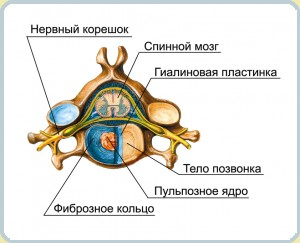 Нервный корешок
Спинной мозг
Гиалиновая пластинка
Тело позвонка
Пульпозное ядро
Фиброзное кольцо